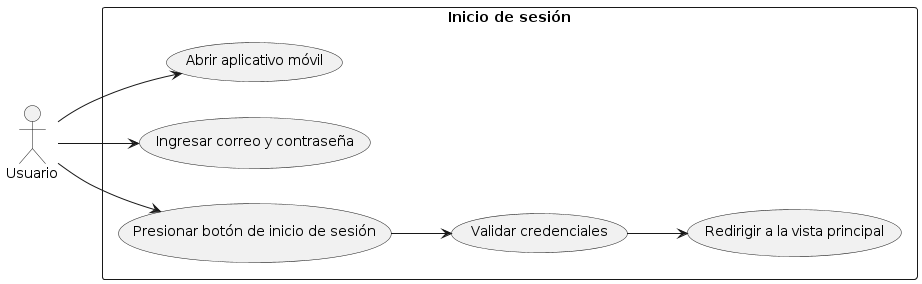 Inicio de sesión
Abrir aplicativo móvil
Ingresar correo y contraseña
Usuario
Presionar botón de inicio de sesión
Validar credenciales
Redirigir a la vista principal